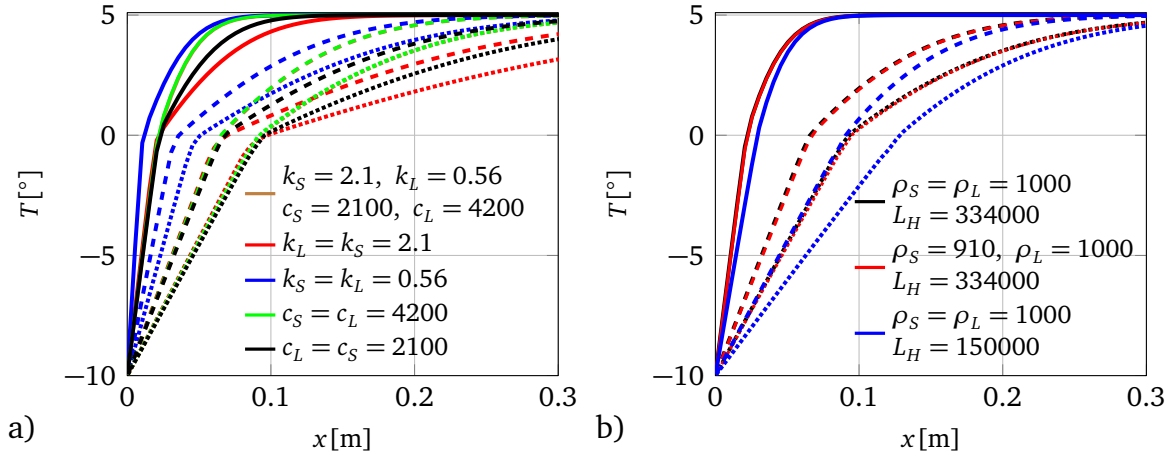 5
0
−5
−10
T [°]
k_S = 2.1, k_L = 0.56
c_S = 2100, c_L = 4200
k_L = k_S = 2.1
k_S = k_L = 0.56
c_S = c_L = 4200
c_L = c_S = 2100
0 0.1 0.2 0.3
x [m]
a)
5
0
−5
−10
T [°]
ρ_S = ρ_L = 1000
L_H = 334000
ρ_S = 910, ρ_L = 1000
L_H = 334000
ρ_S = ρ_L = 1000
L_H = 150000
0 0.1 0.2 0.3
x [m]
b)